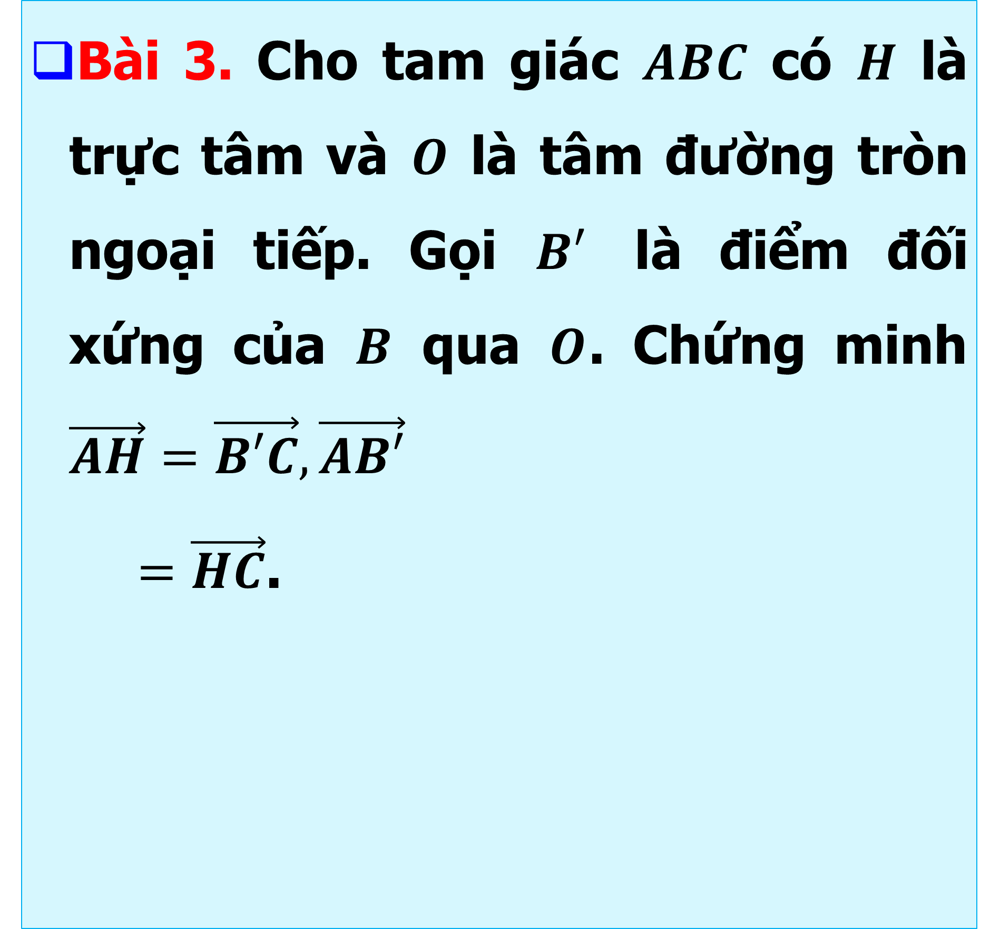 ❑Bài 3. Cho tam giác 𝑨𝑩𝑪 có 𝑯 là
trực tâm và 𝑶 là tâm đường tròn
ngoại tiếp. Gọi 𝑩′ là điểm đối
xứng của 𝑩 qua 𝑶. Chứng minh
$\overrightarrow{AH} = \overrightarrow{B'C}, \overrightarrow{AB'}$
$= \overrightarrow{HC}$.